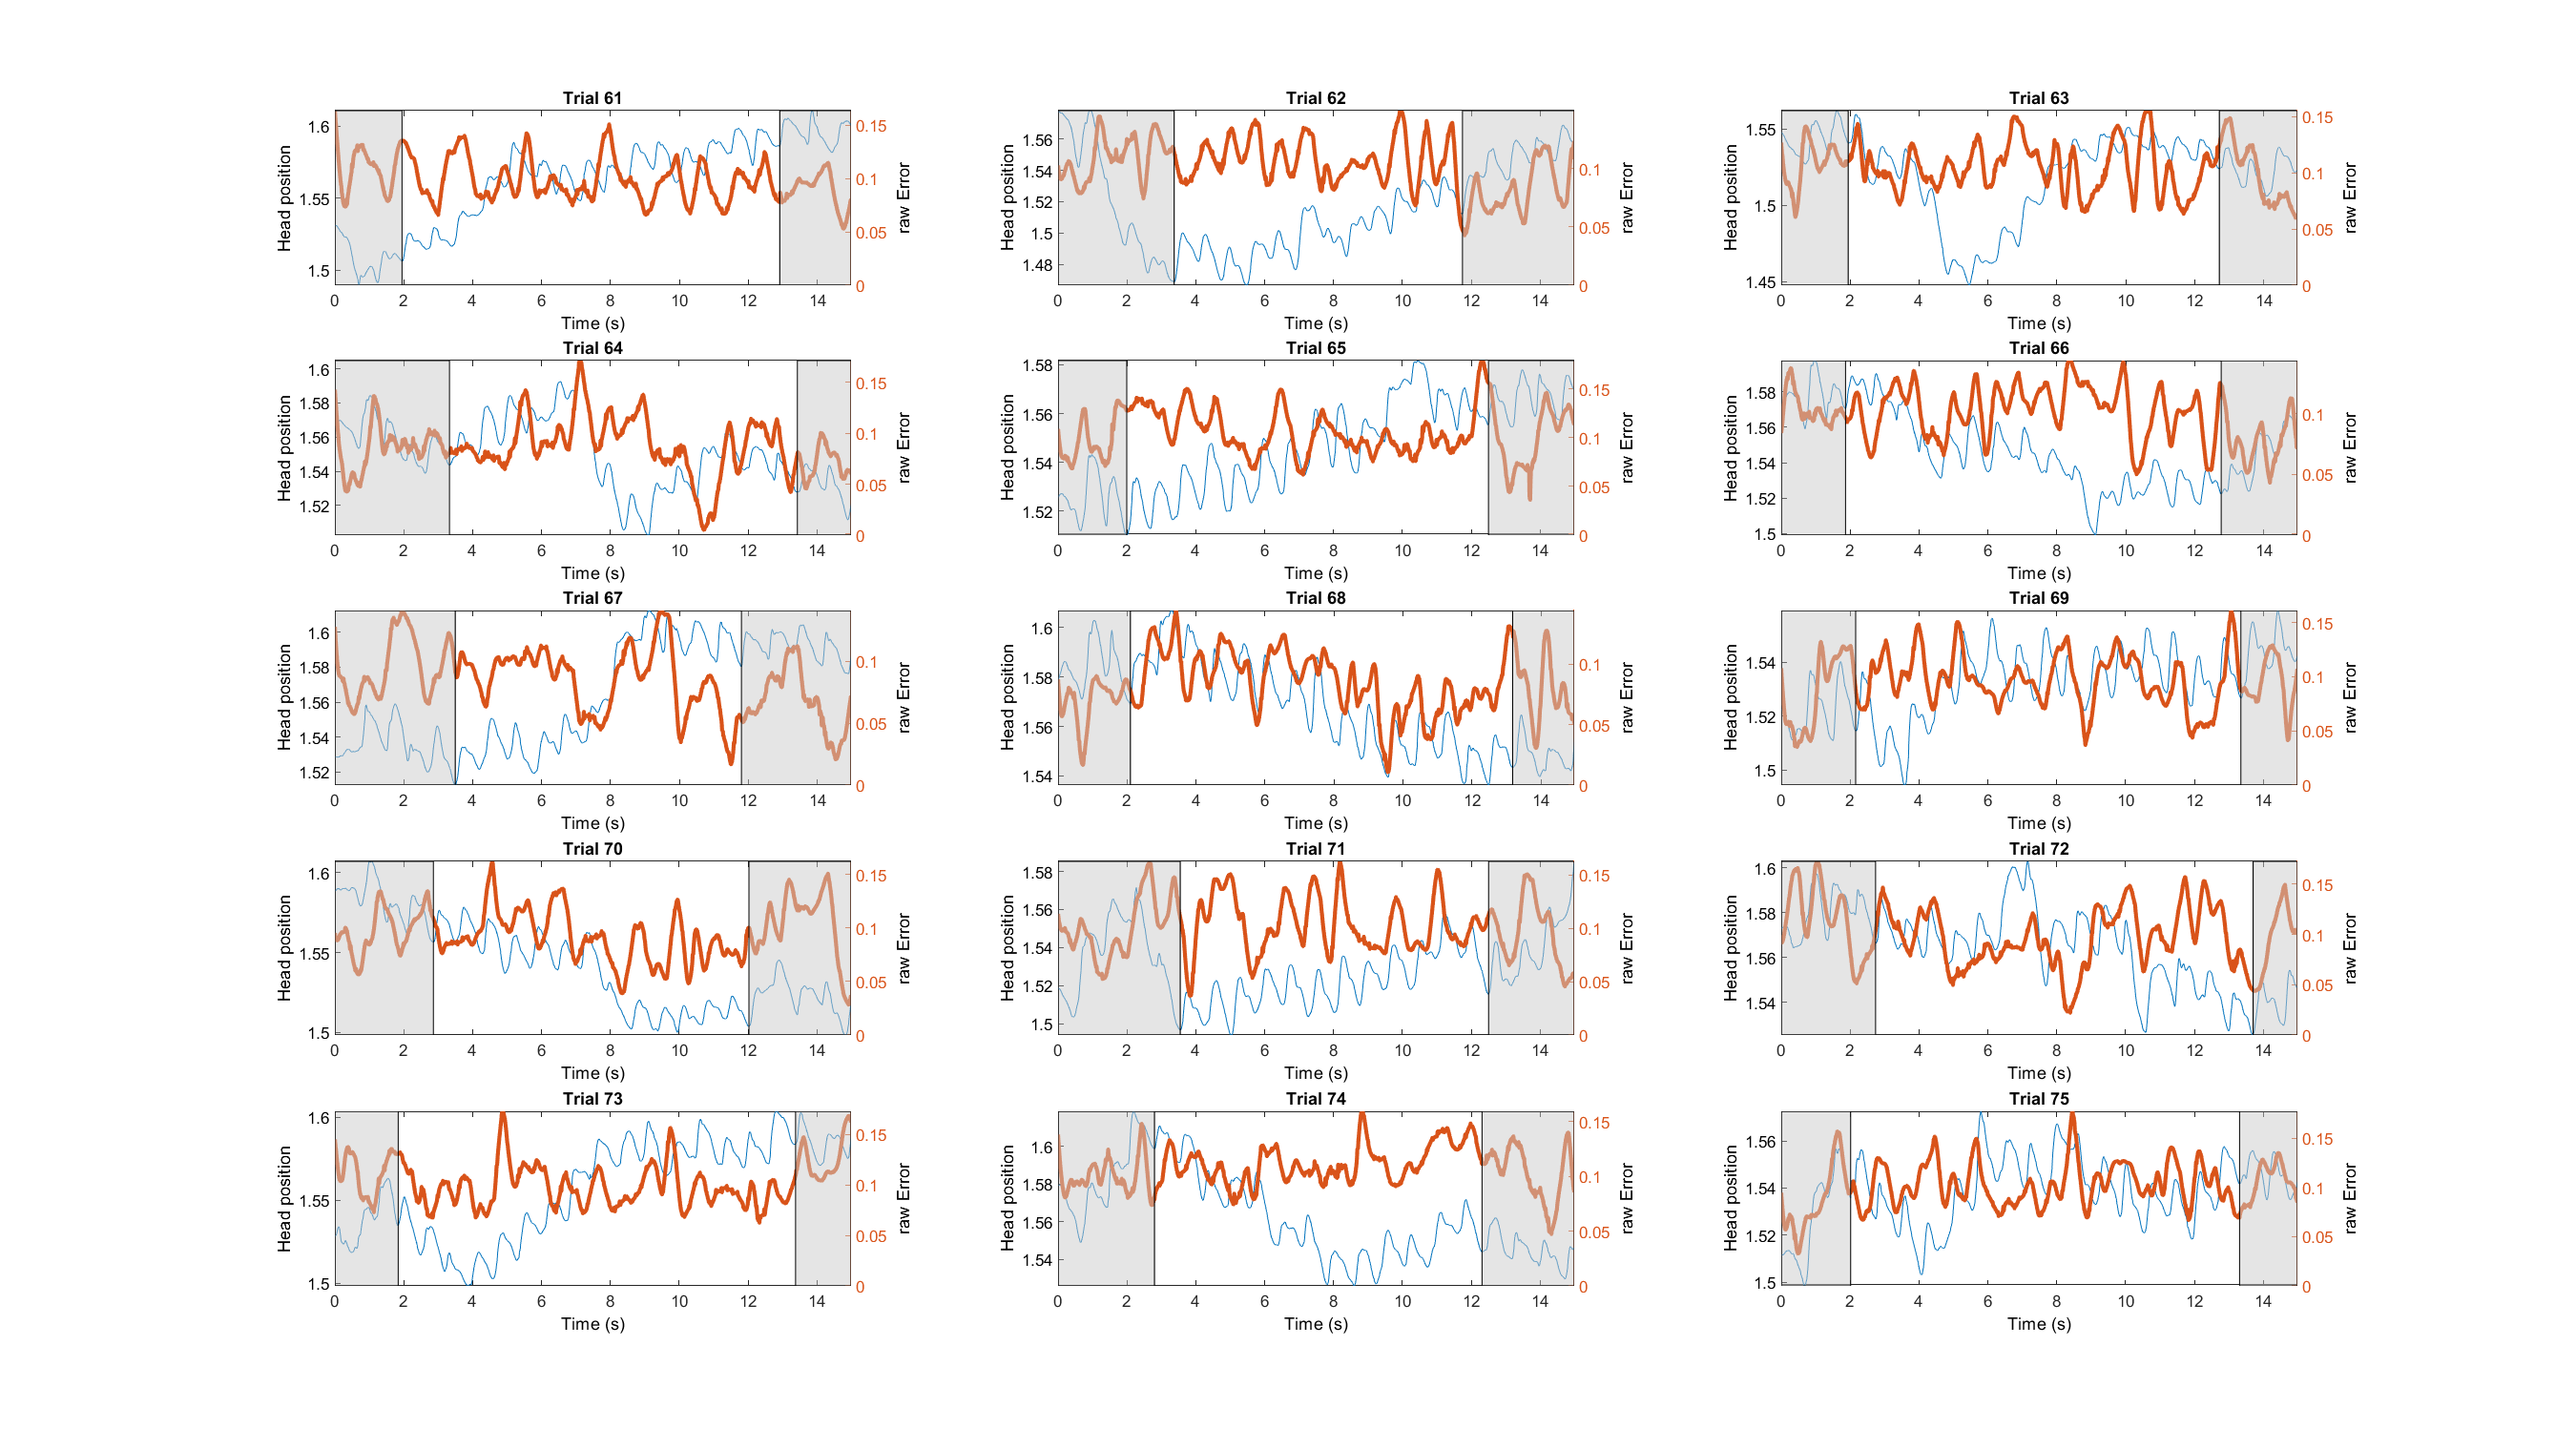 Trial 61
Head position
1.6
1.55
1.5
0.15
0.1
0.05
0
raw Error
0 2 4 6 8 10 12 14
Time (s)
Trial 62
Head position
1.56
1.54
1.52
1.5
1.48
0.1
0.05
0
raw Error
0 2 4 6 8 10 12 14
Time (s)
Trial 63
Head position
1.55
1.5
1.45
0.15
0.1
0.05
0
raw Error
0 2 4 6 8 10 12 14
Time (s)
Trial 64
Head position
1.6
1.58
1.56
1.54
1.52
0.15
0.1
0.05
0
raw Error
0 2 4 6 8 10 12 14
Time (s)
Trial 65
Head position
1.58
1.56
1.54
1.52
0.15
0.1
0.05
0
raw Error
0 2 4 6 8 10 12 14
Time (s)
Trial 66
Head position
1.58
1.56
1.54
1.52
1.5
0.1
0.05
0
raw Error
0 2 4 6 8 10 12 14
Time (s)
Trial 67
Head position
1.6
1.58
1.56
1.54
1.52
0.1
0.05
0
raw Error
0 2 4 6 8 10 12 14
Time (s)
Trial 68
Head position
1.6
1.58
1.56
1.54
0.1
0.05
0
raw Error
0 2 4 6 8 10 12 14
Time (s)
Trial 69
Head position
1.54
1.52
1.5
0.15
0.1
0.05
0
raw Error
0 2 4 6 8 10 12 14
Time (s)
Trial 70
Head position
1.6
1.55
1.5
0.15
0.1
0.05
0
raw Error
0 2 4 6 8 10 12 14
Time (s)
Trial 71
Head position
1.58
1.56
1.54
1.52
1.5
0.15
0.1
0.05
0
raw Error
0 2 4 6 8 10 12 14
Time (s)
Trial 72
Head position
1.6
1.58
1.56
1.54
0.15
0.1
0.05
0
raw Error
0 2 4 6 8 10 12 14
Time (s)
Trial 73
Head position
1.6
1.55
1.5
0.15
0.1
0.05
0
raw Error
0 2 4 6 8 10 12 14
Time (s)
Trial 74
Head position
1.6
1.58
1.56
1.54
0.15
0.1
0.05
0
raw Error
0 2 4 6 8 10 12 14
Time (s)
Trial 75
Head position
1.56
1.54
1.52
1.5
0.15
0.1
0.05
0
raw Error
0 2 4 6 8 10 12 14
Time (s)